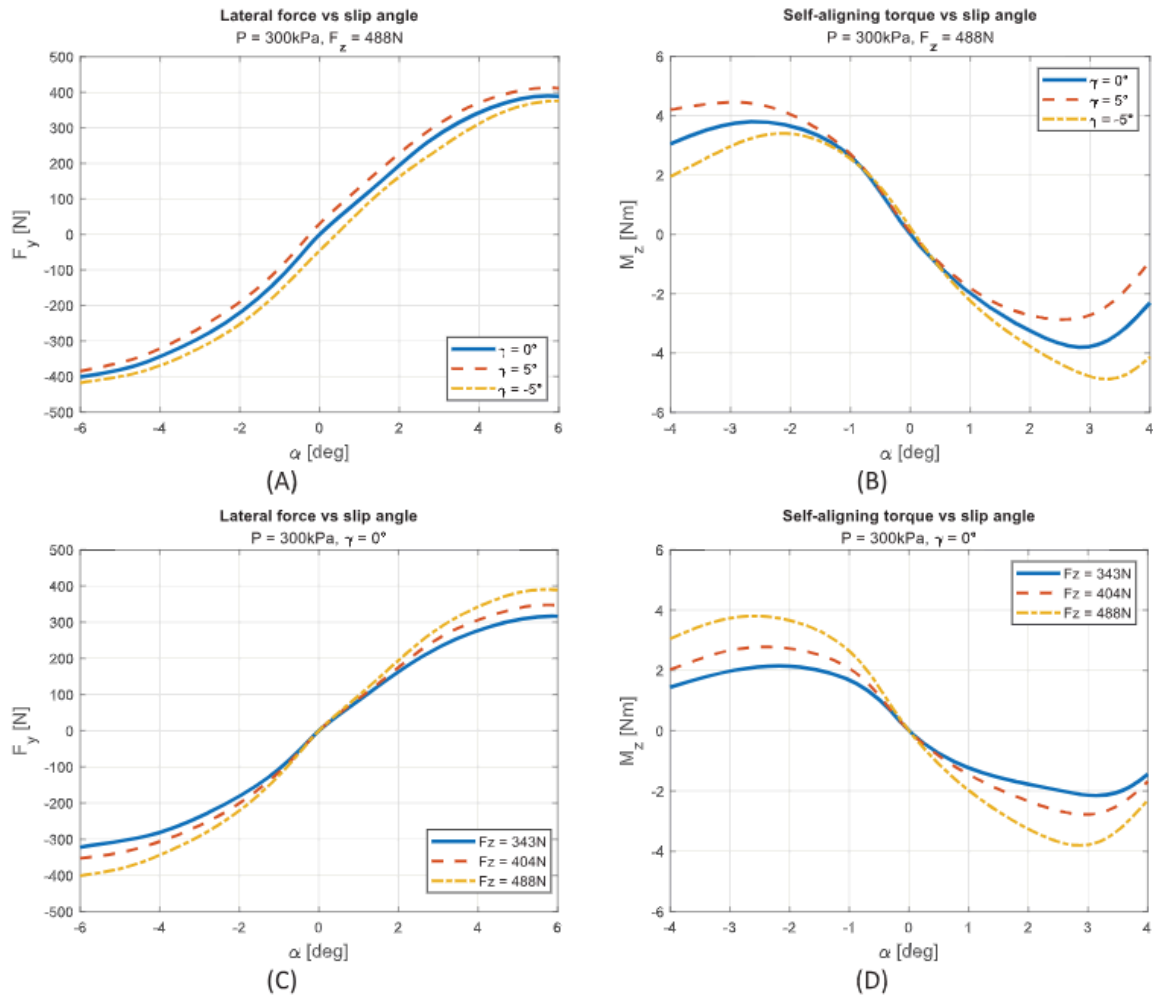 Lateral force vs slip angle
P = 300kPa, F_z = 488N
500
400
300
200
100
0
-100
-200
-300
-400
-500
F_y [N]
-6
-4
-2
0
2
4
6
α [deg]
γ = 0°
γ = 5°
γ = -5°
(A)
Self-aligning torque vs slip angle
P = 300kPa, F_z = 488N
6
4
2
0
-2
-4
-6
M_z [Nm]
-4
-3
-2
-1
0
1
2
3
4
α [deg]
γ = 0°
γ = 5°
γ = -5°
(B)
Lateral force vs slip angle
P = 300kPa, γ = 0°
500
400
300
200
100
0
-100
-200
-300
-400
-500
F_y [N]
-6
-4
-2
0
2
4
6
α [deg]
Fz = 343N
Fz = 404N
Fz = 488N
(C)
Self-aligning torque vs slip angle
P = 300kPa, γ = 0°
6
4
2
0
-2
-4
-6
M_z [Nm]
-4
-3
-2
-1
0
1
2
3
4
α [deg]
Fz = 343N
Fz = 404N
Fz = 488N
(D)